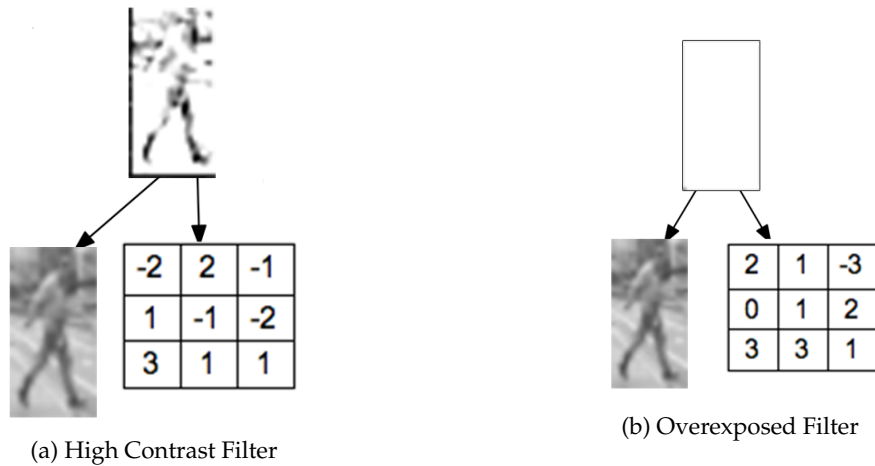 -2 2 -1
1 -1 -2
3 1 1
(a) High Contrast Filter
2 1 -3
0 1 2
3 3 1
(b) Overexposed Filter